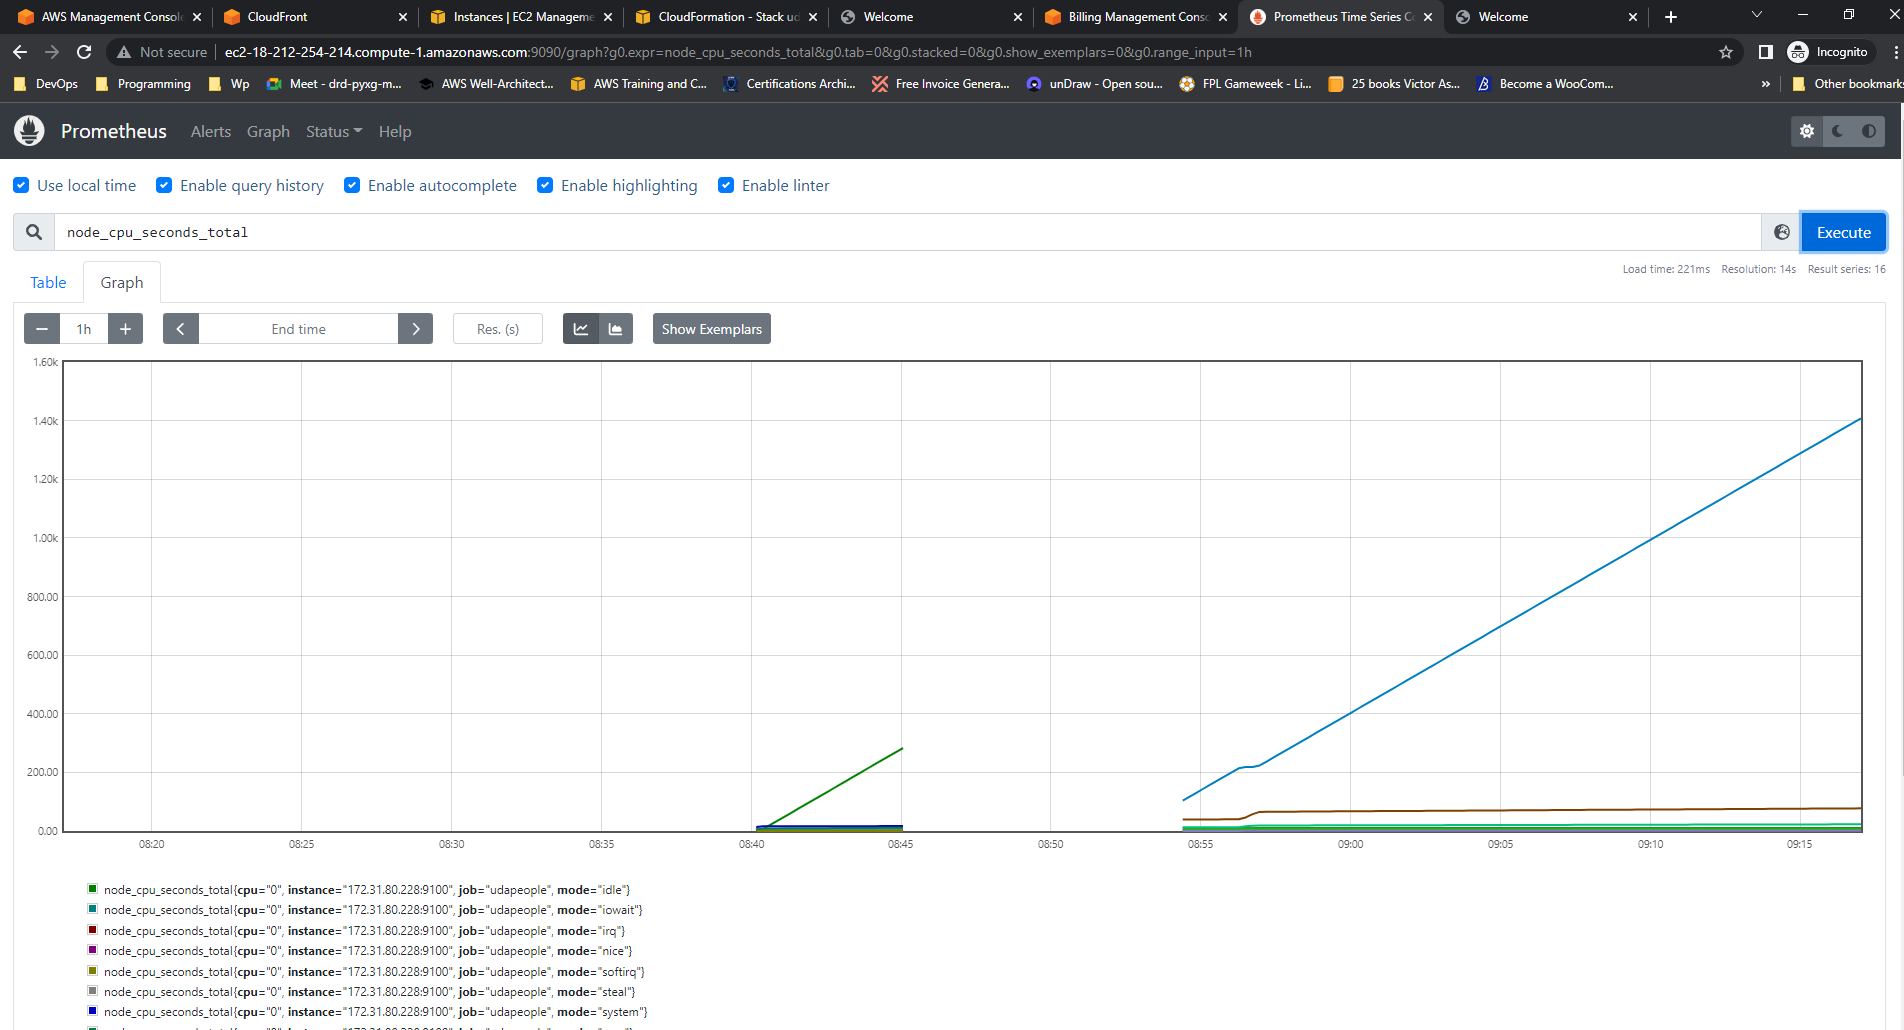 AWS Management Console
CloudFront
Instances | EC2 Manageme
CloudFormation - Stack ud
Welcome
Billing Management Conso
Prometheus Time Series C
Welcome
Not secure ec2-18-212-254-214.compute-1.amazonaws.com:9090/graph?g0.expr=node_cpu_seconds_total&g0.tab=0&g0.stacked=0&g0.show_exemplars=0&g0.range_input=1h
Incognito
DevOps Programming Wp Meet - drd-pyxg-m... AWS Well-Architect... AWS Training and C... Certifications Archi... Free Invoice Genera... unDraw - Open sou... FPL Gameweek - Li... 25 books Victor As... Become a WooCom... » Other bookmarks
Prometheus Alerts Graph Status Help
Use local time Enable query history Enable autocomplete Enable highlighting Enable linter
node_cpu_seconds_total
Execute
Load time: 221ms Resolution: 14s Result series: 16
Table Graph
1h End time Res. (s) Show Exemplars
1.60k
1.40k
1.20k
1.00k
800.00
600.00
400.00
200.00
0.00
08:20 08:25 08:30 08:35 08:40 08:45 08:50 08:55 09:00 09:05 09:10 09:15
node_cpu_seconds_total{cpu="0", instance="172.31.80.228:9100", job="udapeople", mode="idle"}
node_cpu_seconds_total{cpu="0", instance="172.31.80.228:9100", job="udapeople", mode="iowait"}
node_cpu_seconds_total{cpu="0", instance="172.31.80.228:9100", job="udapeople", mode="irq"}
node_cpu_seconds_total{cpu="0", instance="172.31.80.228:9100", job="udapeople", mode="nice"}
node_cpu_seconds_total{cpu="0", instance="172.31.80.228:9100", job="udapeople", mode="softirq"}
node_cpu_seconds_total{cpu="0", instance="172.31.80.228:9100", job="udapeople", mode="steal"}
node_cpu_seconds_total{cpu="0", instance="172.31.80.228:9100", job="udapeople", mode="system"}